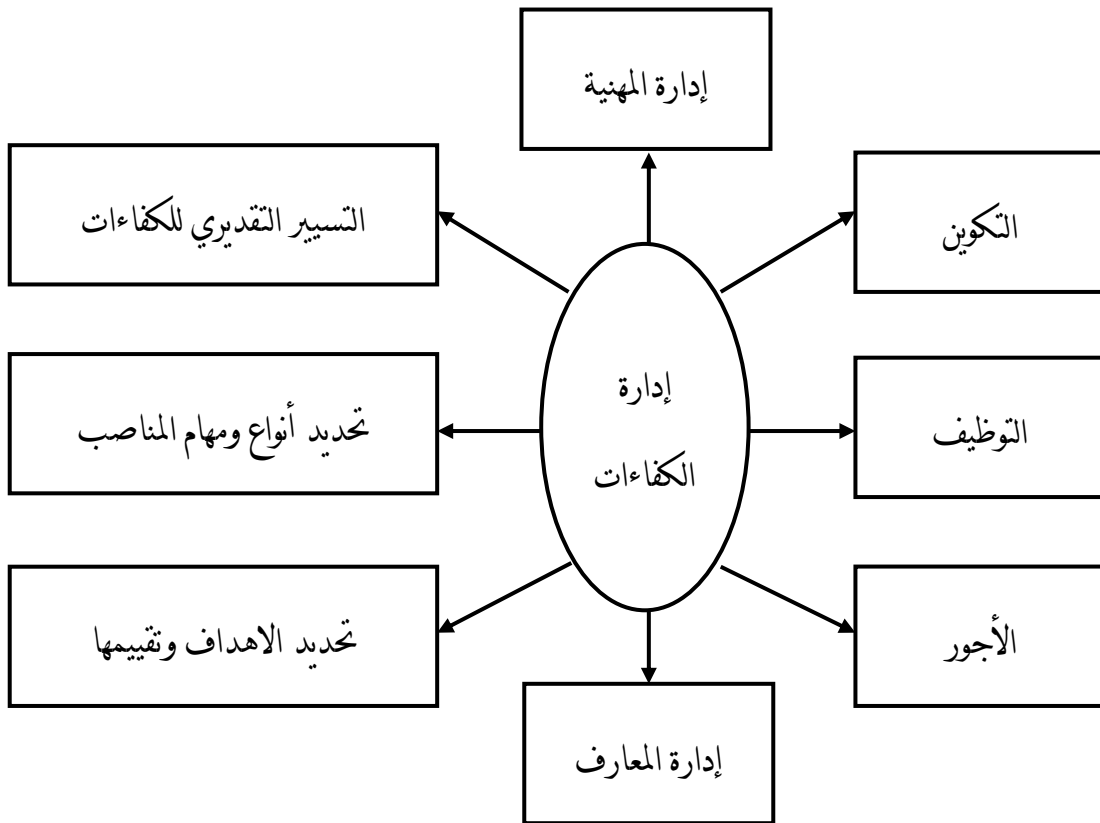 إدارة المهنية
التكوين
التسيير التقديري للكفاءات
إدارة
الكفاءات
التوظيف
تحديد أنواع ومهام المناصب
الأجور
تحديد الاهداف وتقييمها
إدارة المعارف